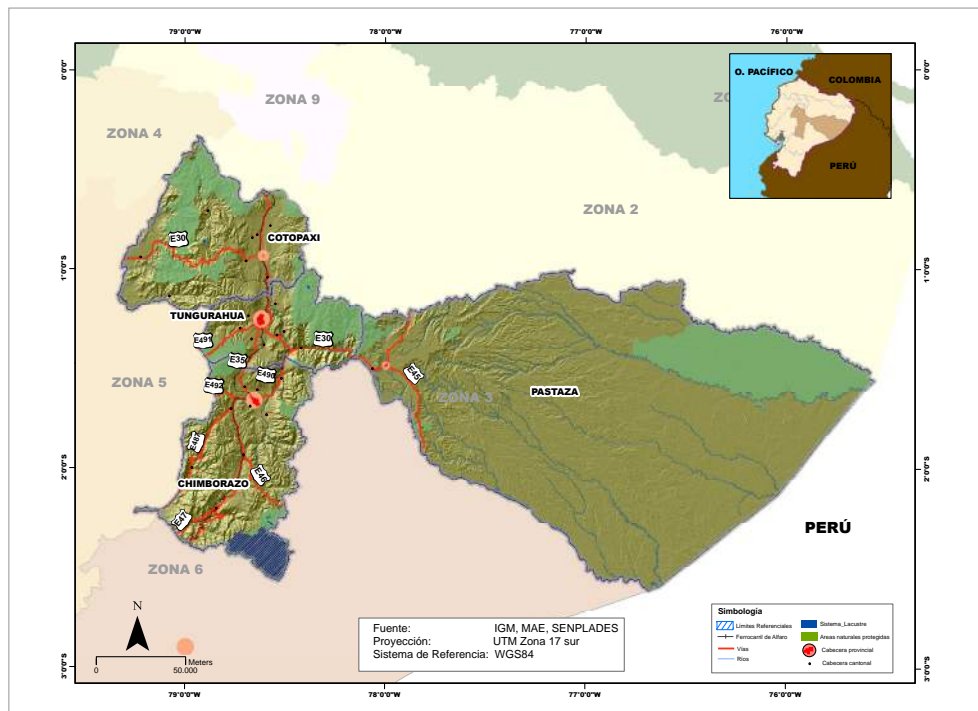 79°0'0"W
78°0'0"W
77°0'0"W
76°0'0"W
0°0'0"
0°0'0"
O. PACÍFICO
COLOMBIA
PERÚ
ZONA 9
ZONA 4
ZONA 2
E30
COTOPAXI
1°0'0"S
1°0'0"S
TUNGURAHUA
E491
E30
E35
E490
E492
E45
ZONA 5
ZONA 3
PASTAZA
E487
2°0'0"S
2°0'0"S
E46
CHIMBORAZO
E47
PERÚ
ZONA 6
N
Meters
0
50.000
Fuente: IGM, MAE, SENPLADES
Proyección: UTM Zona 17 sur
Sistema de Referencia: WGS84
Simbología
Limites Referenciales
Ferrocarril de Alfaro
Vías
Ríos
Sistema_Lacustre
Areas naturales protegidas
Cabecera provincial
Cabecera cantonal
3°0'0"S
3°0'0"S
79°0'0"W
78°0'0"W
77°0'0"W
76°0'0"W